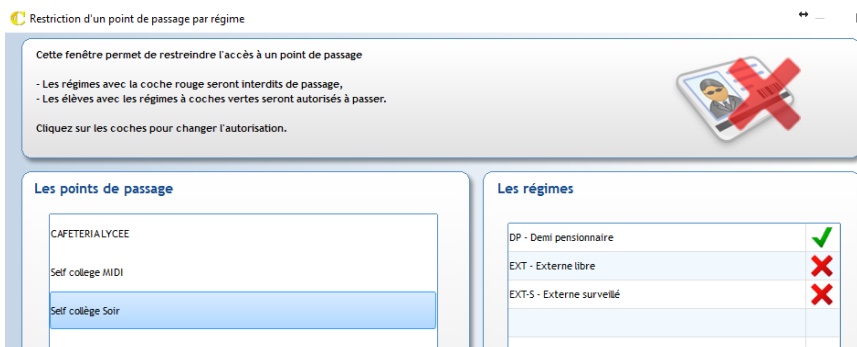 Restriction d'un point de passage par régime
Cette fenêtre permet de restreindre l'accès à un point de passage
- Les régimes avec la coche rouge seront interdits de passage,
- Les élèves avec les régimes à coches vertes seront autorisés à passer.
Cliquez sur les coches pour changer l'autorisation.
Les points de passage
CAFETERIALYCEE
Self college MIDI
Self collège Soir
Les régimes
DP - Demi pensionnaire
EXT - Externe libre
EXT-S - Externe surveillé